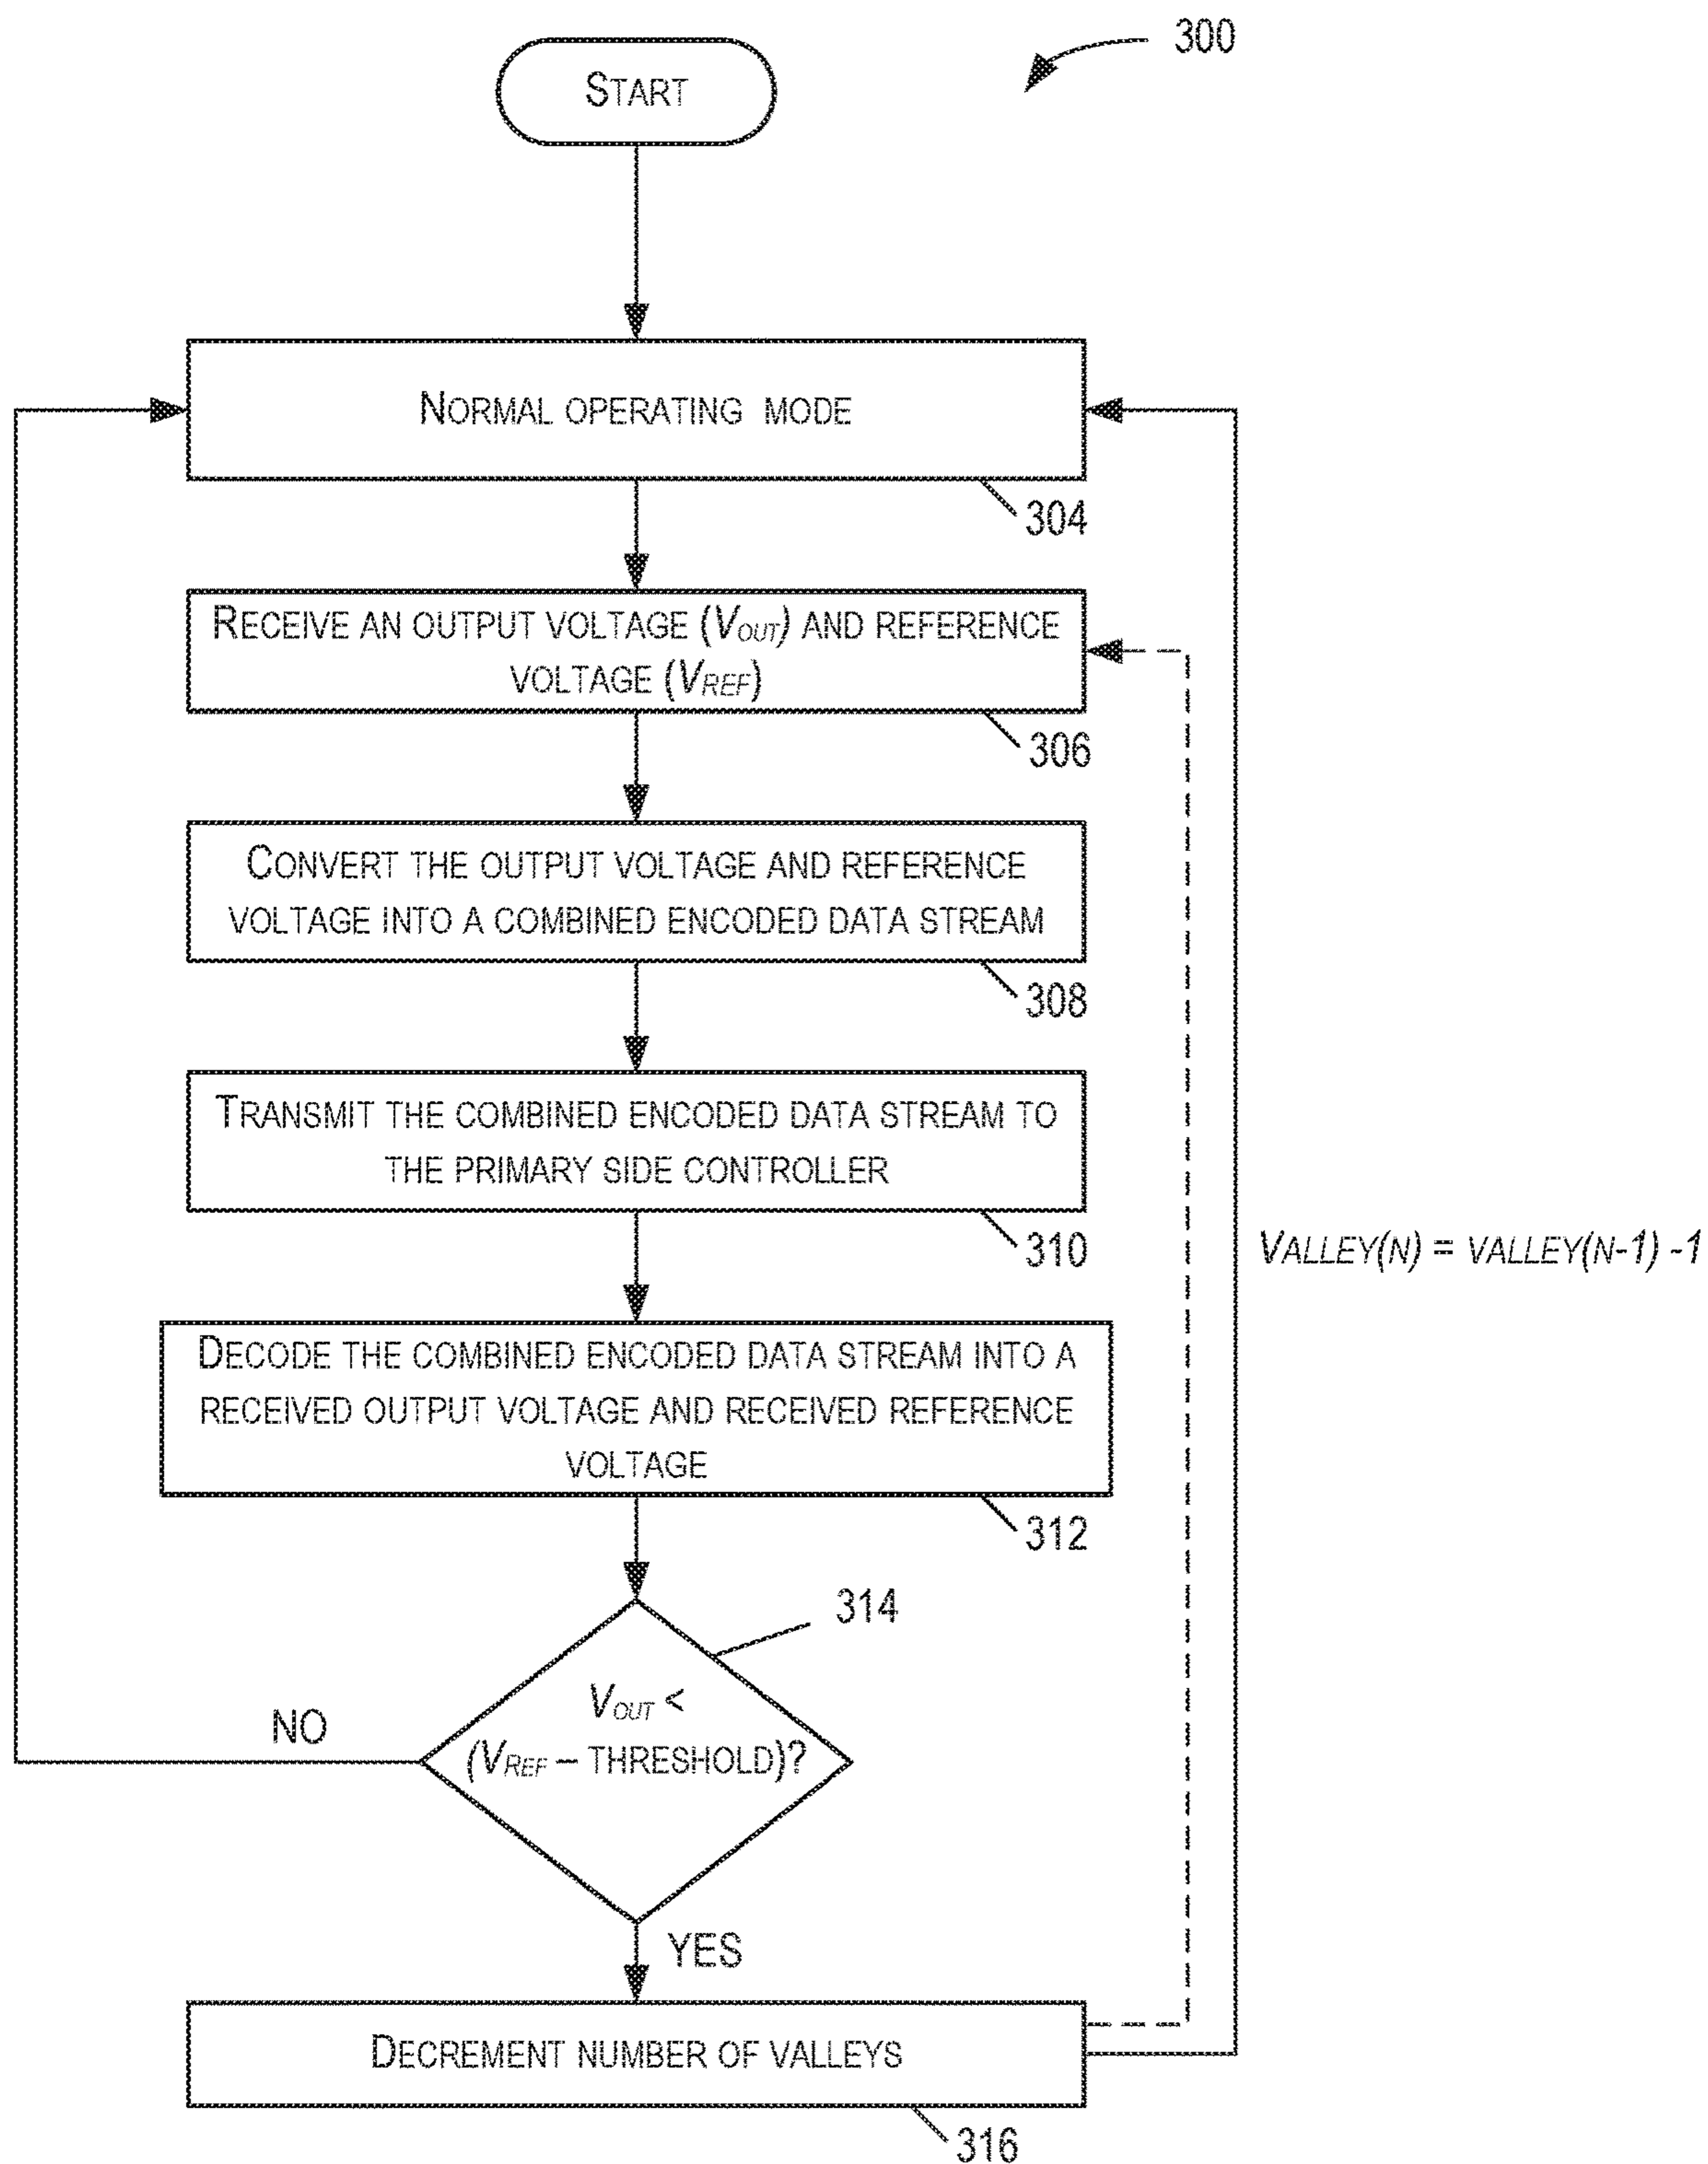 300
START
NORMAL OPERATING MODE
304
RECEIVE AN OUTPUT VOLTAGE (VOUT) AND REFERENCE
VOLTAGE (VREF)
306
CONVERT THE OUTPUT VOLTAGE AND REFERENCE
VOLTAGE INTO A COMBINED ENCODED DATA STREAM
308
TRANSMIT THE COMBINED ENCODED DATA STREAM TO
THE PRIMARY SIDE CONTROLLER
310
VALLEY(N) = VALLEY(N-1) -1
DECODE THE COMBINED ENCODED DATA STREAM INTO A
RECEIVED OUTPUT VOLTAGE AND RECEIVED REFERENCE
VOLTAGE
312
314
VOUT <
(VREF – THRESHOLD)?
NO
YES
DECREMENT NUMBER OF VALLEYS
316